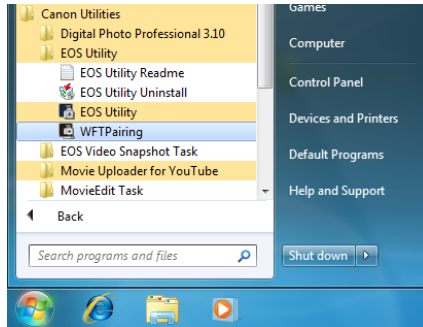 Canon Utilities
Digital Photo Professional 3.10
EOS Utility
EOS Utility Readme
EOS Utility Uninstall
EOS Utility
WFTPairing
EOS Video Snapshot Task
Movie Uploader for YouTube
MovieEdit Task
Back
Search programs and files
Games
Computer
Control Panel
Devices and Printers
Default Programs
Help and Support
Shut down